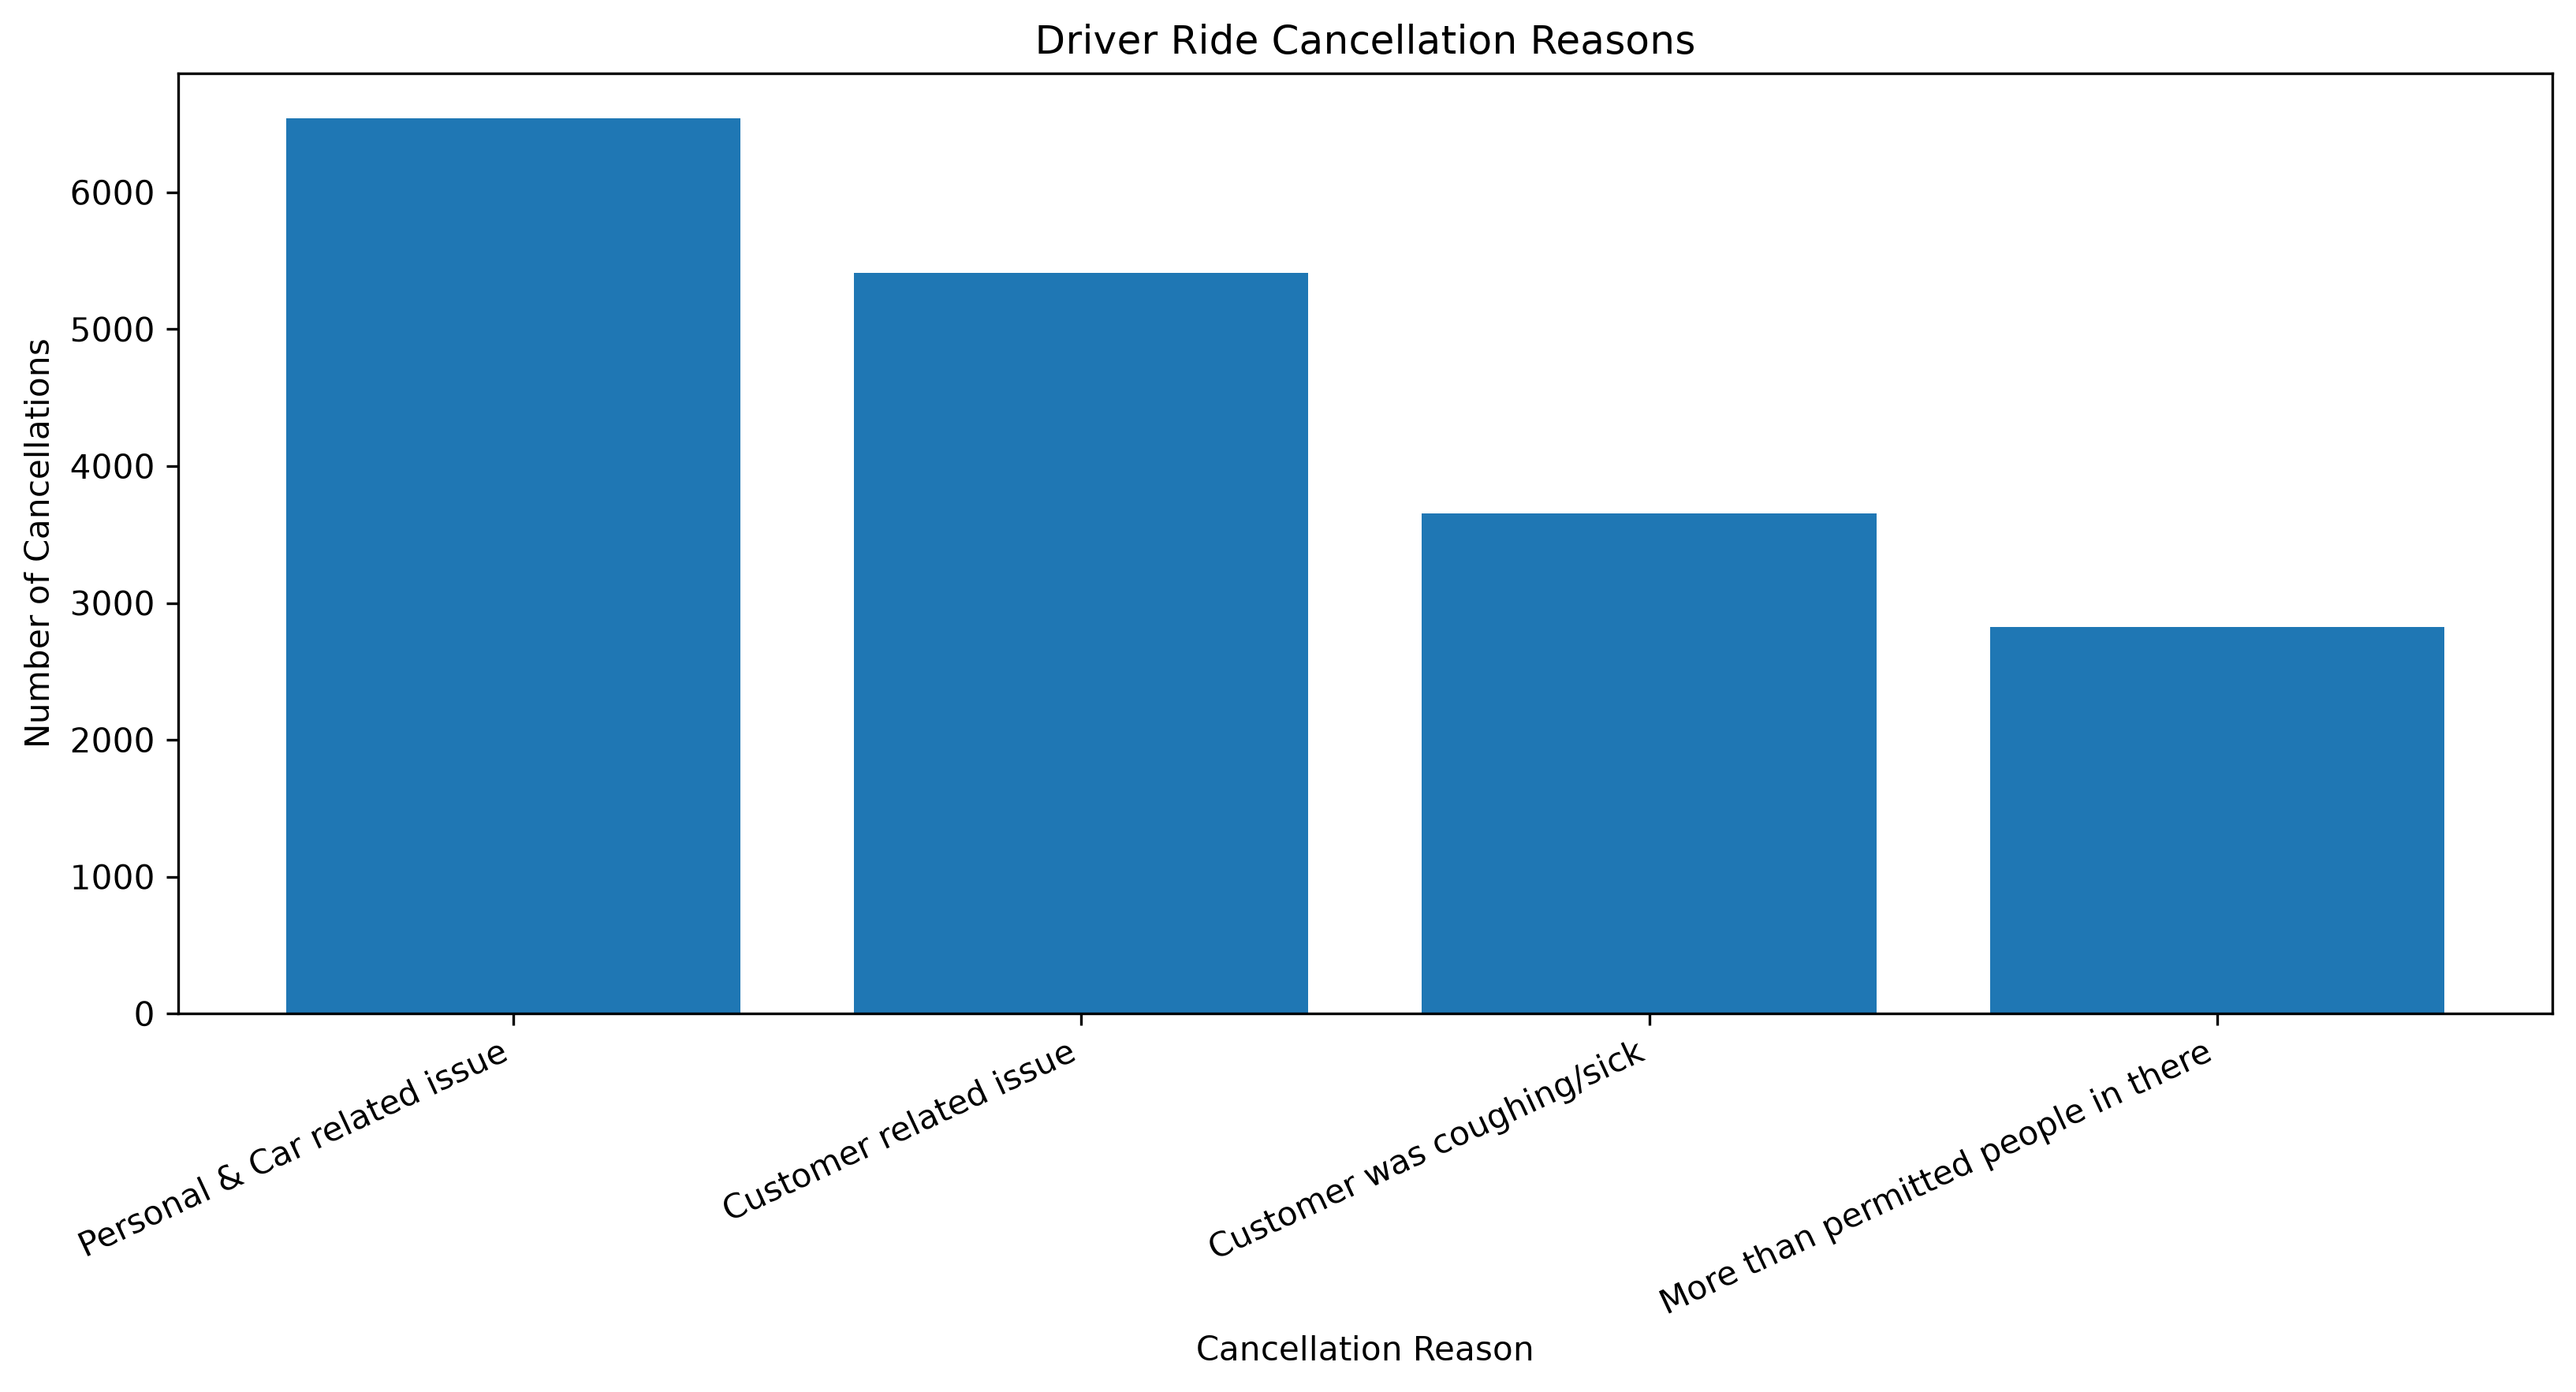 Driver Ride Cancellation Reasons
Number of Cancellations
6000
5000
4000
3000
2000
1000
0
Personal & Car related issue
Customer related issue
Customer was coughing/sick
More than permitted people in there
Cancellation Reason